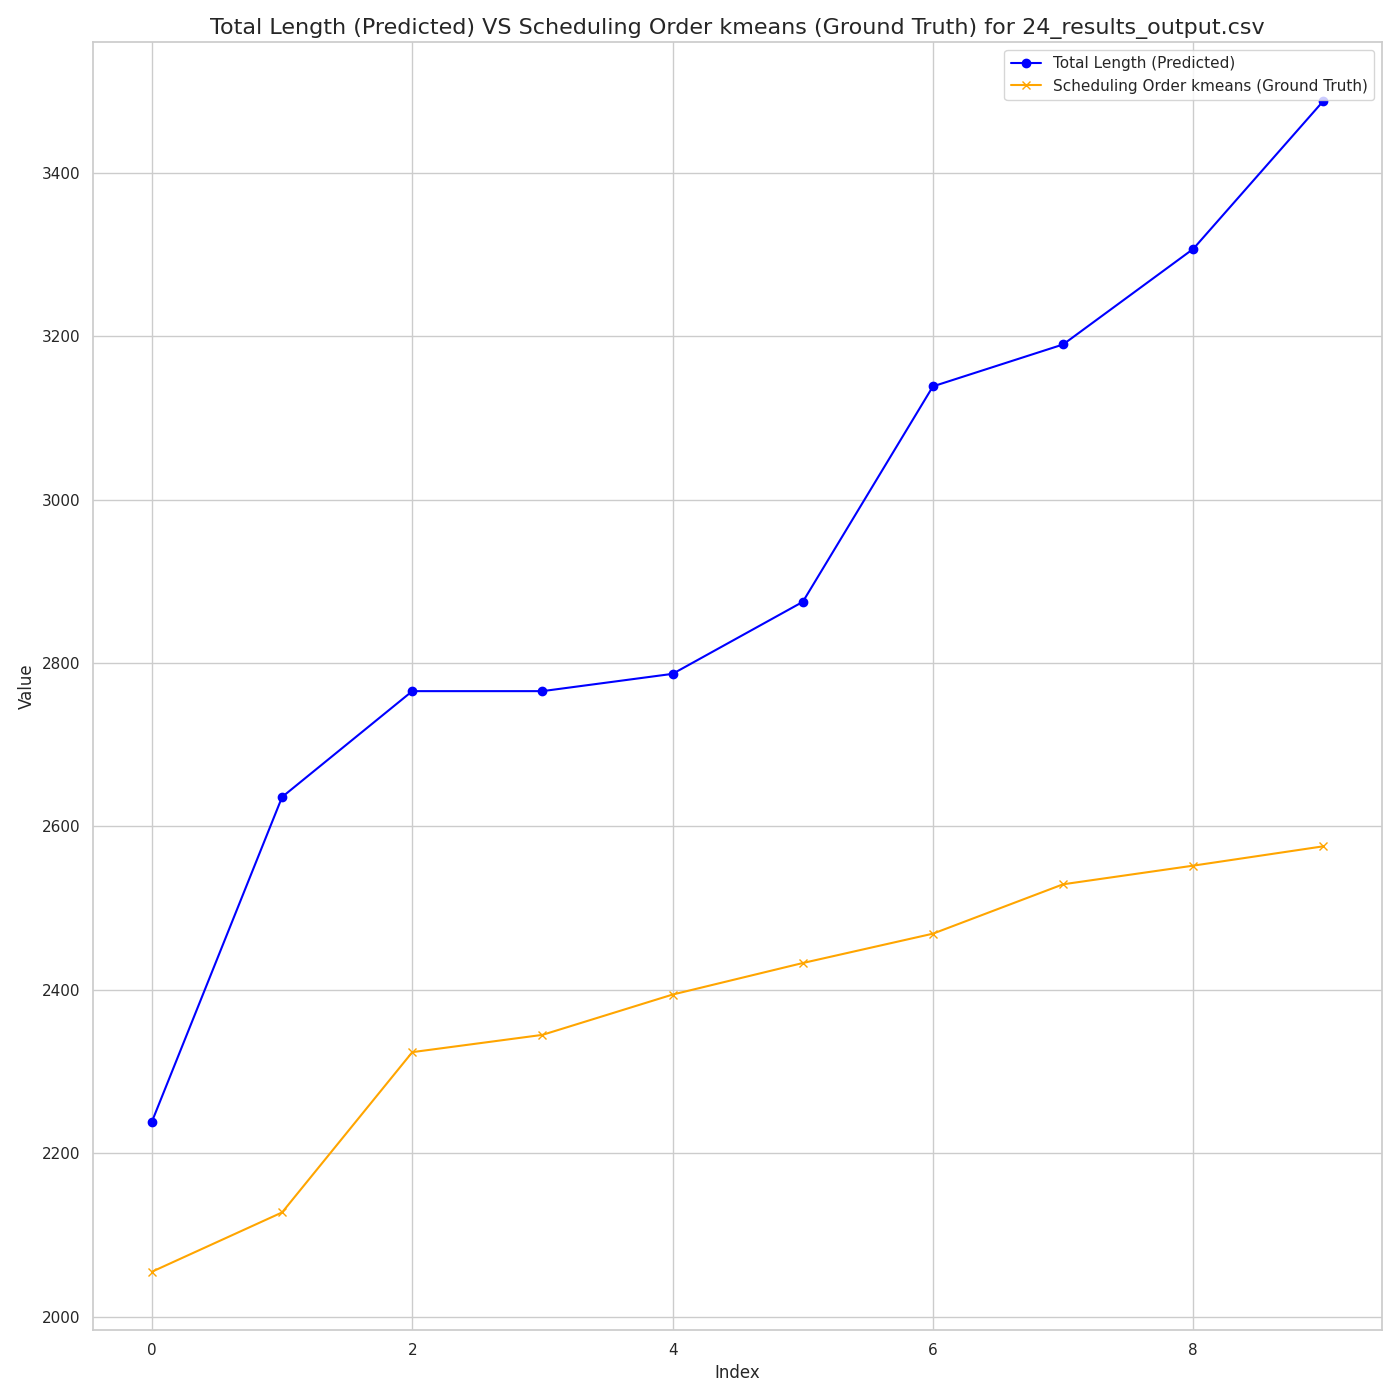 Total Length (Predicted) VS Scheduling Order kmeans (Ground Truth) for 24_results_output.csv
Total Length (Predicted)
Scheduling Order kmeans (Ground Truth)
3400
3200
3000
2800
2600
2400
2200
2000
Value
0 2 4 6 8
Index